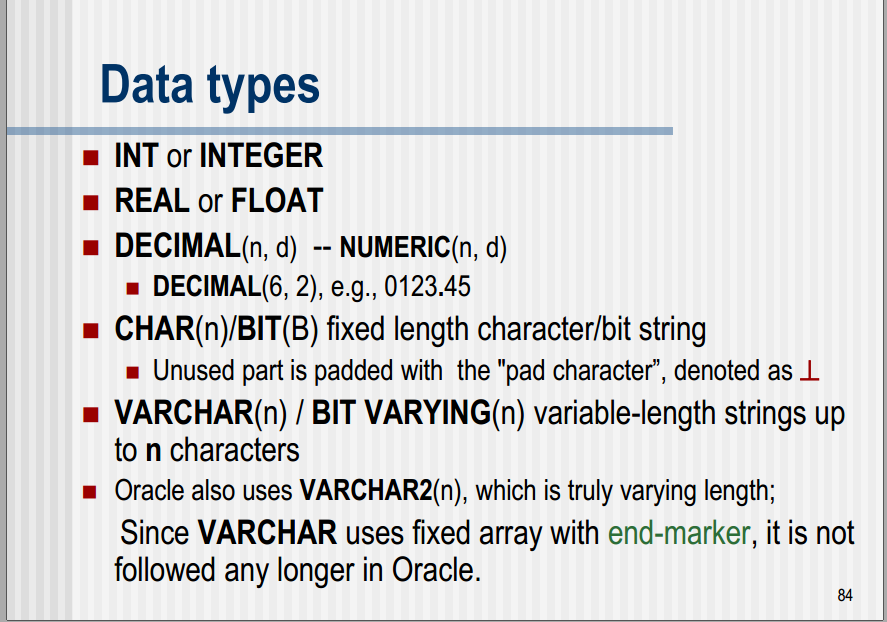 Data types
INT or INTEGER
REAL or FLOAT
DECIMAL(n, d)  -- NUMERIC(n, d)
DECIMAL(6, 2), e.g., 0123.45
CHAR(n)/BIT(B) fixed length character/bit string
Unused part is padded with  the "pad character”, denoted as ⊥
VARCHAR(n) / BIT VARYING(n) variable-length strings up
to n characters
Oracle also uses VARCHAR2(n), which is truly varying length;
Since VARCHAR uses fixed array with end-marker, it is not
followed any longer in Oracle.
84